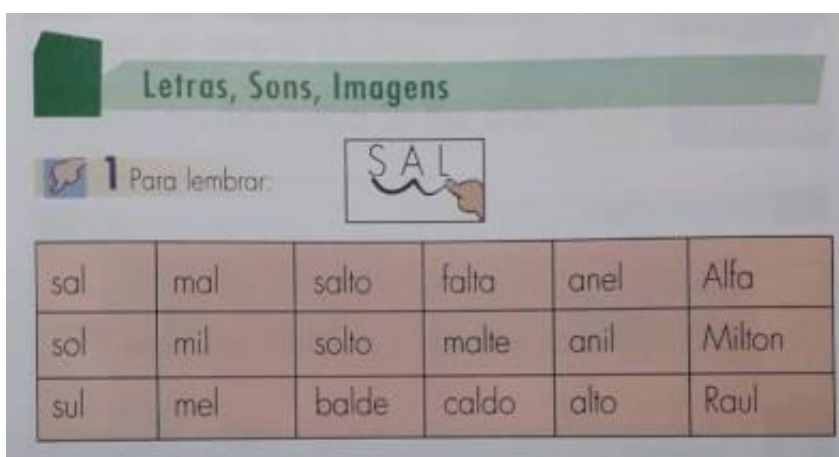 Letras, Sons, Imagens
1 Para lembrar:
SAL
sal mal salto falta anel Alfa
sol mil solto malte anil Milton
sul mel balde caldo alto Raul